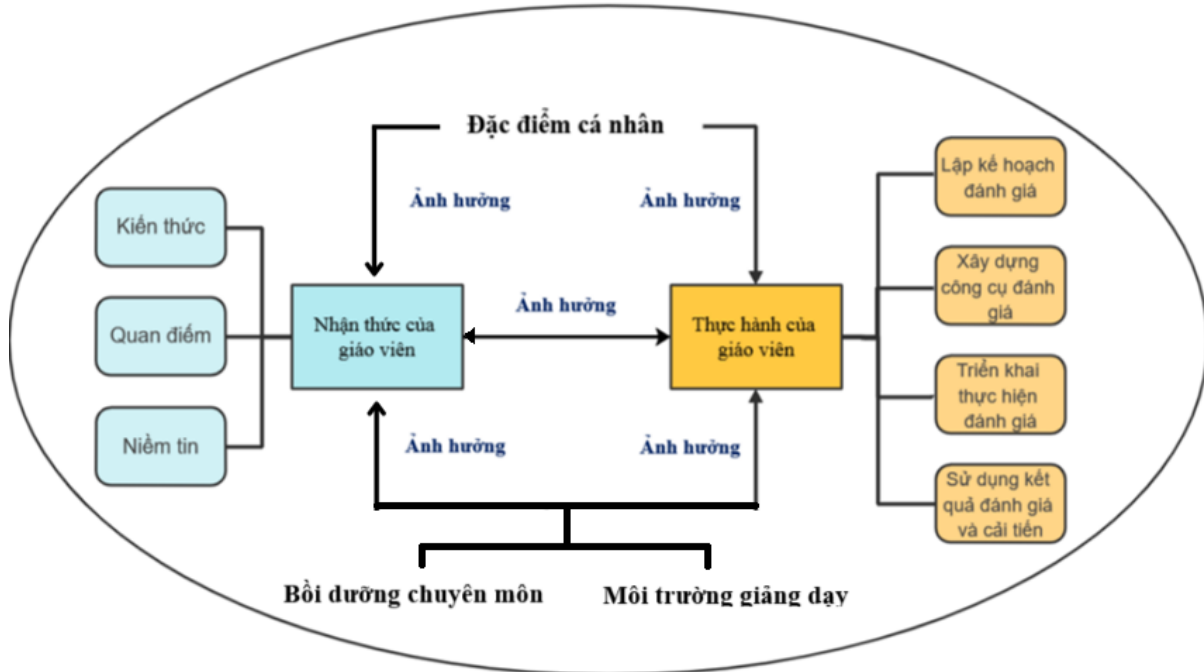 Đặc điểm cá nhân
Ảnh hưởng
Ảnh hưởng
Kiến thức
Quan điểm
Niềm tin
Nhận thức của
giáo viên
Ảnh hưởng
Thực hành của
giáo viên
Lập kế hoạch
đánh giá
Xây dựng
công cụ đánh
giá
Triển khai
thực hiện
đánh giá
Sử dụng kết
quả đánh giá
và cải tiến
Ảnh hưởng
Ảnh hưởng
Bồi dưỡng chuyên môn
Môi trường giảng dạy